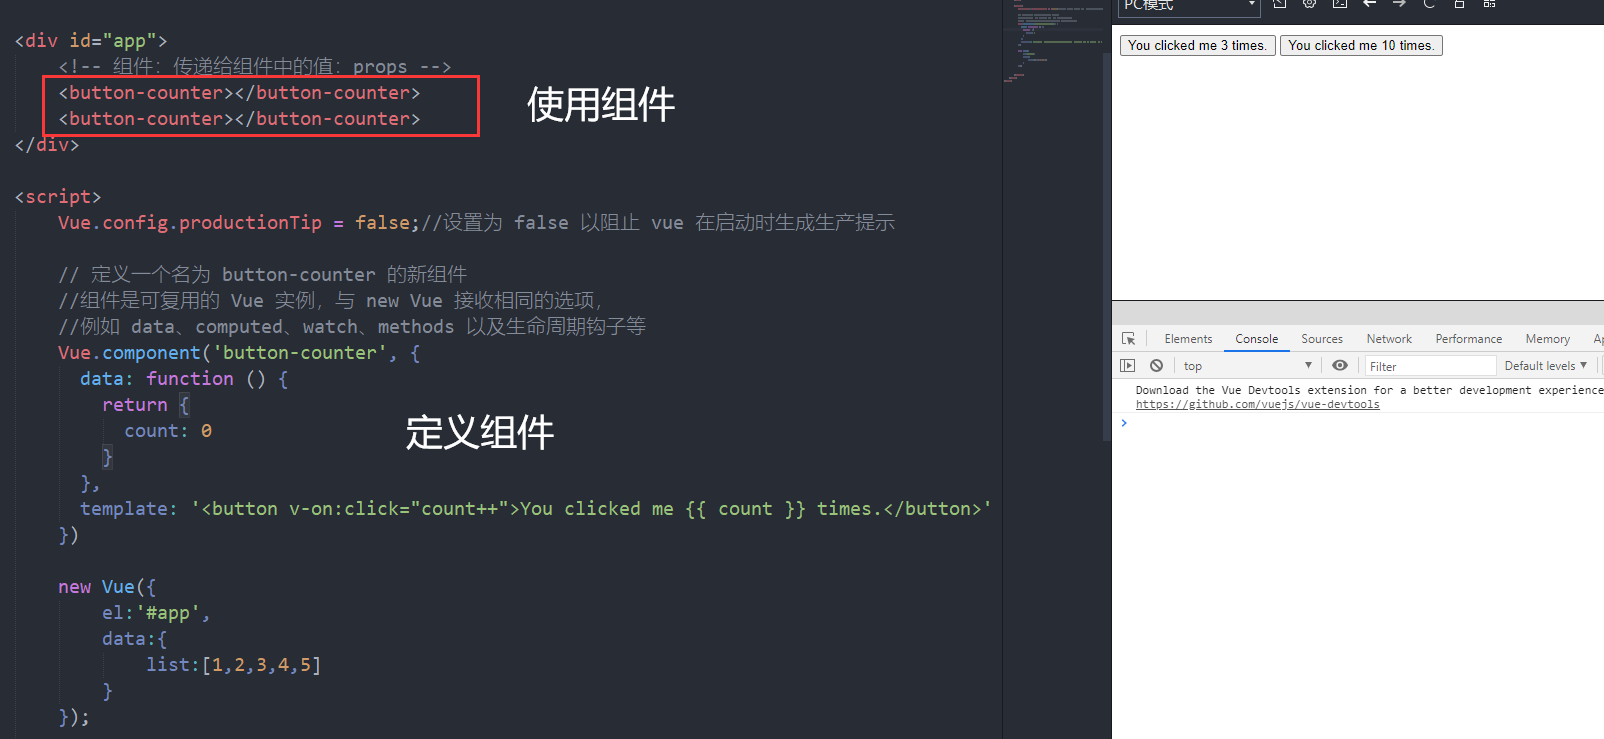 <div id="app">
<!-- 组件：传递给组件中的值：props -->
<button-counter></button-counter>
<button-counter></button-counter>
</div>
使用组件
<script>
Vue.config.productionTip = false;//设置为 false 以阻止 vue 在启动时生成生产提示
// 定义一个名为 button-counter 的新组件
//组件是可复用的 Vue 实例，与 new Vue 接收相同的选项，
//例如 data、computed、watch、methods 以及生命周期钩子等
Vue.component('button-counter', {
data: function () {
return {
count: 0
}
},
template: '<button v-on:click="count++">You clicked me {{ count }} times.</button>'
})
定义组件
new Vue({
el:'#app',
data:{
list:[1,2,3,4,5]
}
});
PC模式
You clicked me 3 times. You clicked me 10 times.
Elements Console Sources Network Performance Memory Ap
top Filter Default levels
Download the Vue Devtools extension for a better development experience
https://github.com/vuejs/vue-devtools